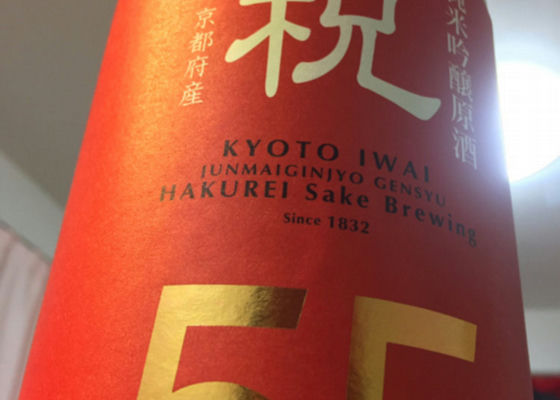 純米吟醸原酒
祝
京都府産
KYOTO IWAI
JUNMAIGINJYO GENSYU
HAKUREI Sake Brewing
Since 1832
55